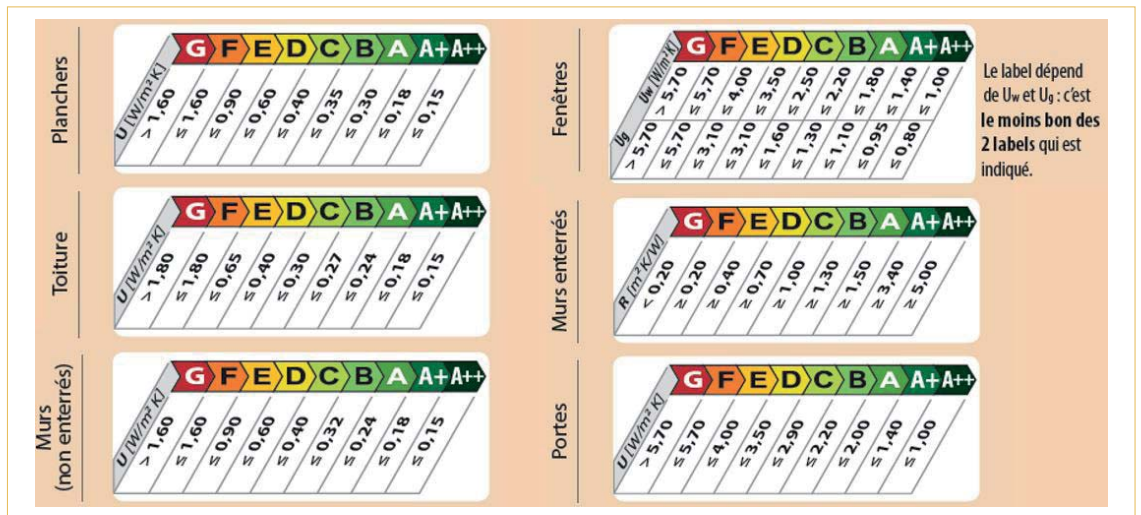 Planchers
U [W/m² K]
G F E D C B A A+ A++
> 1,60 ≤ 1,60 ≤ 0,90 ≤ 0,60 ≤ 0,40 ≤ 0,35 ≤ 0,30 ≤ 0,18 ≤ 0,15
Toiture
U [W/m² K]
G F E D C B A A+ A++
> 1,80 ≤ 1,80 ≤ 0,65 ≤ 0,40 ≤ 0,30 ≤ 0,27 ≤ 0,24 ≤ 0,18 ≤ 0,15
Murs
(non enterrés)
U [W/m² K]
G F E D C B A A+ A++
> 1,60 ≤ 1,60 ≤ 0,90 ≤ 0,60 ≤ 0,40 ≤ 0,32 ≤ 0,24 ≤ 0,18 ≤ 0,15
Fenêtres
G F E D C B A A+ A++
Uw [W/m² K]
> 5,70 ≤ 5,70 ≤ 4,00 ≤ 3,50 ≤ 2,50 ≤ 2,20 ≤ 1,80 ≤ 1,40 ≤ 1,00
Ug
> 5,70 ≤ 5,70 ≤ 3,10 ≤ 3,10 ≤ 1,60 ≤ 1,30 ≤ 1,10 ≤ 0,95 ≤ 0,80
Le label dépend
de Uw et Ug : c'est
le moins bon des
2 labels qui est
indiqué.
Murs enterrés
R [m² K/W]
G F E D C B A A+ A++
< 0,20 ≥ 0,20 ≥ 0,40 ≥ 0,70 ≥ 1,00 ≥ 1,30 ≥ 1,50 ≥ 3,40 ≥ 5,00
Portes
U [W/m² K]
G F E D C B A A+ A++
> 5,70 ≤ 5,70 ≤ 4,00 ≤ 3,50 ≤ 2,90 ≤ 2,20 ≤ 2,00 ≤ 1,40 ≤ 1,00